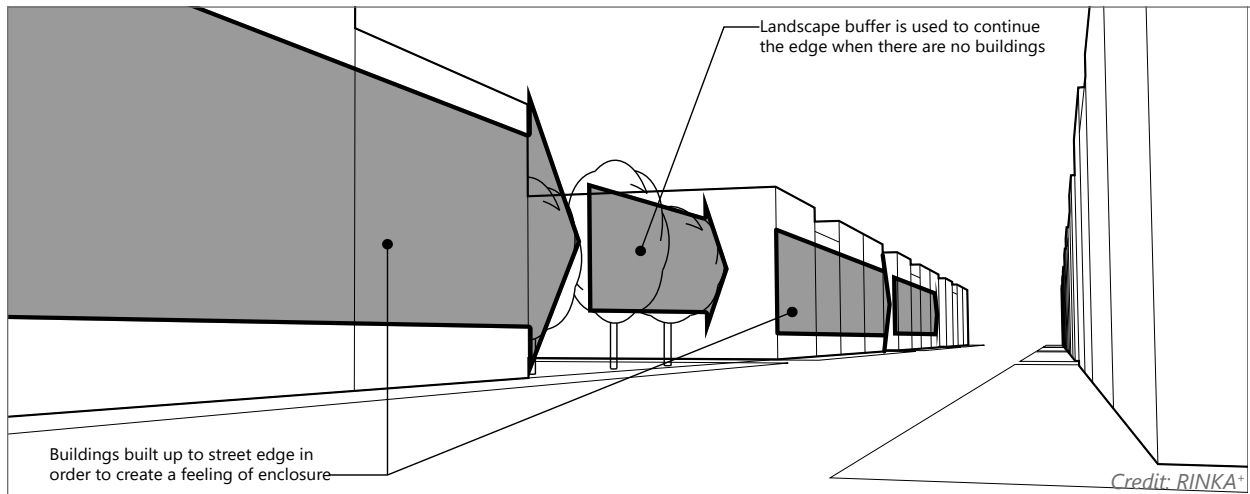 Landscape buffer is used to continue
the edge when there are no buildings
Buildings built up to street edge in
order to create a feeling of enclosure
Credit: RINKA+